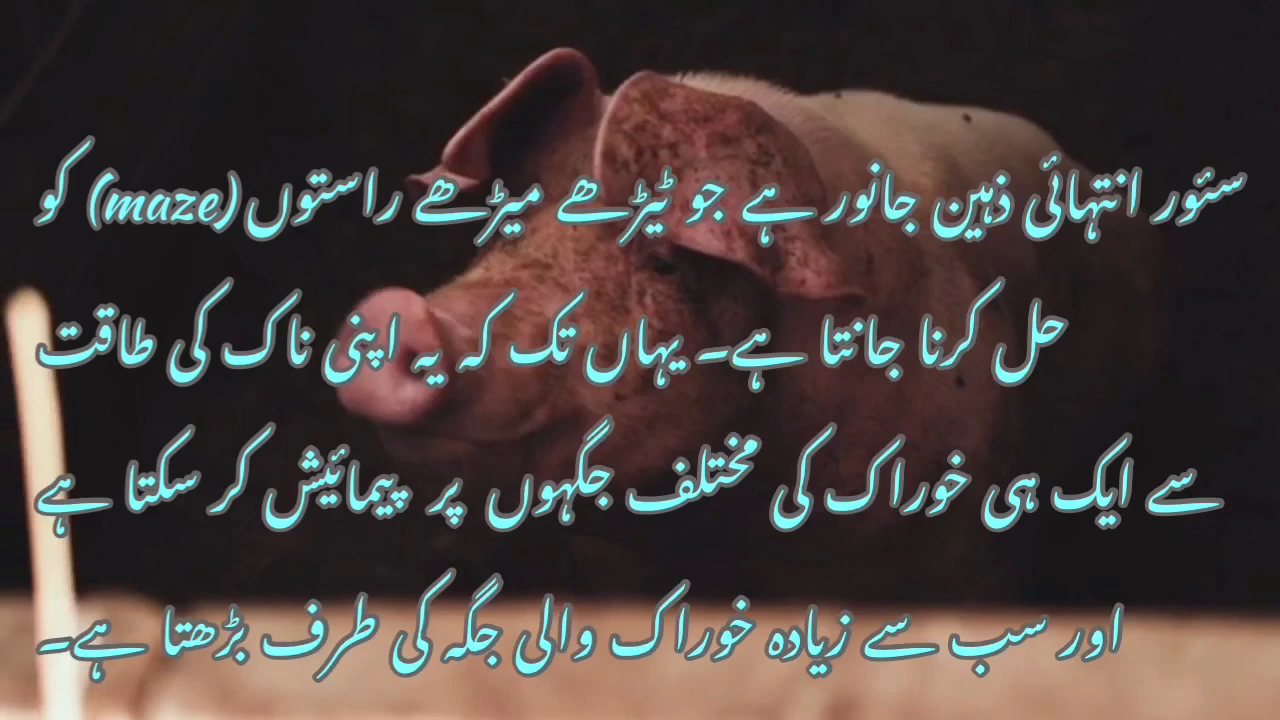 سئور انتہائی ذہین جانور ہے جو ٹیڑھے میڑھے راستوں (maze) کو
حل کرنا جانتا ہے۔ یہاں تک کہ یہ اپنی ناک کی طاقت
سے ایک ہی خوراک کی مختلف جگہوں پر پیمائیش کر سکتا ہے
اور سب سے زیادہ خوراک والی جگہ کی طرف بڑھتا ہے۔